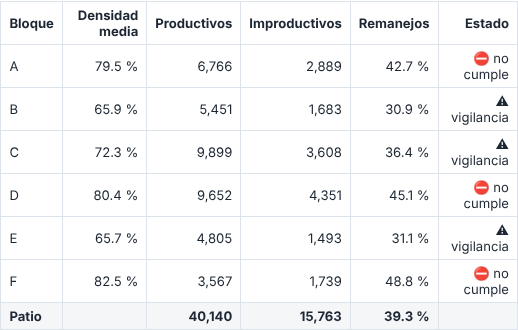 Bloque Densidad media Productivos Improductivos Remanejos Estado
A 79.5 % 6,766 2,889 42.7 % ⛔ no cumple
B 65.9 % 5,451 1,683 30.9 % ⚠ vigilancia
C 72.3 % 9,899 3,608 36.4 % ⚠ vigilancia
D 80.4 % 9,652 4,351 45.1 % ⛔ no cumple
E 65.7 % 4,805 1,493 31.1 % ⚠ vigilancia
F 82.5 % 3,567 1,739 48.8 % ⛔ no cumple
Patio 40,140 15,763 39.3 %